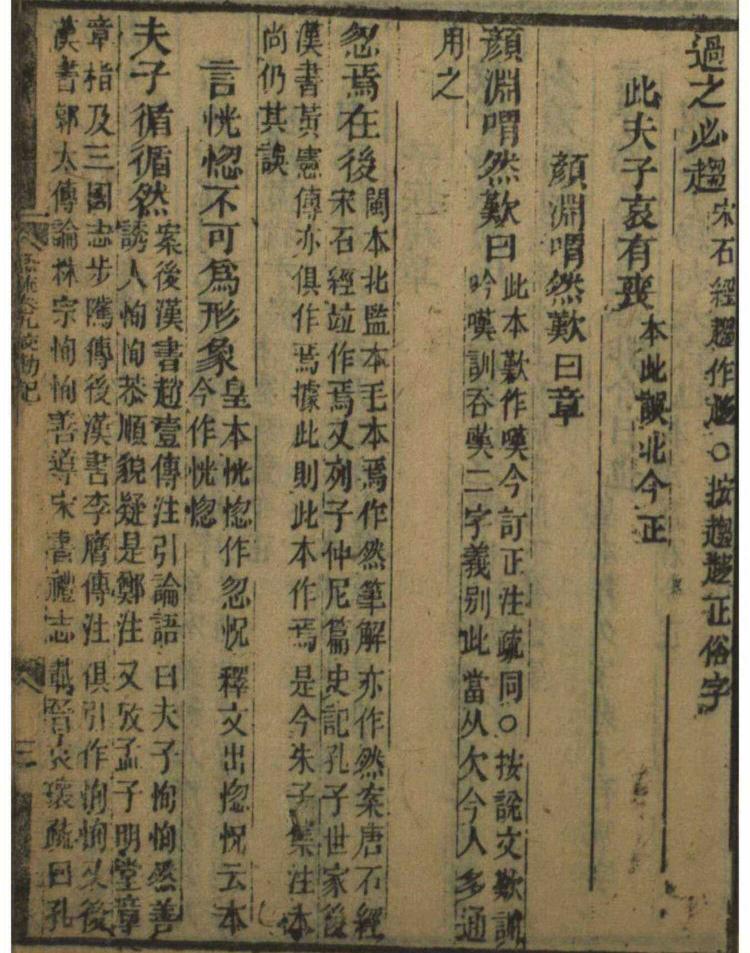 過之必趨 宋石經趨作趍○按趨趍正俗字
此夫子哀有喪 本此誤北今正
顏淵喟然歎曰章
顏淵喟然歎曰 此本歎作嘆今訂正注疏同○按說文歎訓
吟嘆訓吞嘆二字義别此當从欠今人多通
用之
忽焉在後 閩本北監本毛本焉作然筆解亦作然案唐石經
宋石經竝作焉又列子仲尼篇史記孔子世家後
漢書黃憲傳亦俱作焉據此則此本作焉是今朱子集注本
尚仍其誤
言恍惚不可爲形象 皇本恍惚作忽怳釋文出惚怳云本
今作恍惚
夫子循循然 案後漢書趙壹傳注引論語曰夫子恂恂然善
誘人恂恂恭順貌疑是鄭注又攷孟子明堂章
章指及三國志步隲傳後漢書李膺傳注俱引作恂恂又後
漢書郭太傳論林宗恂恂善導宋書禮志載晉袁瓌疏曰孔
校勘記
三